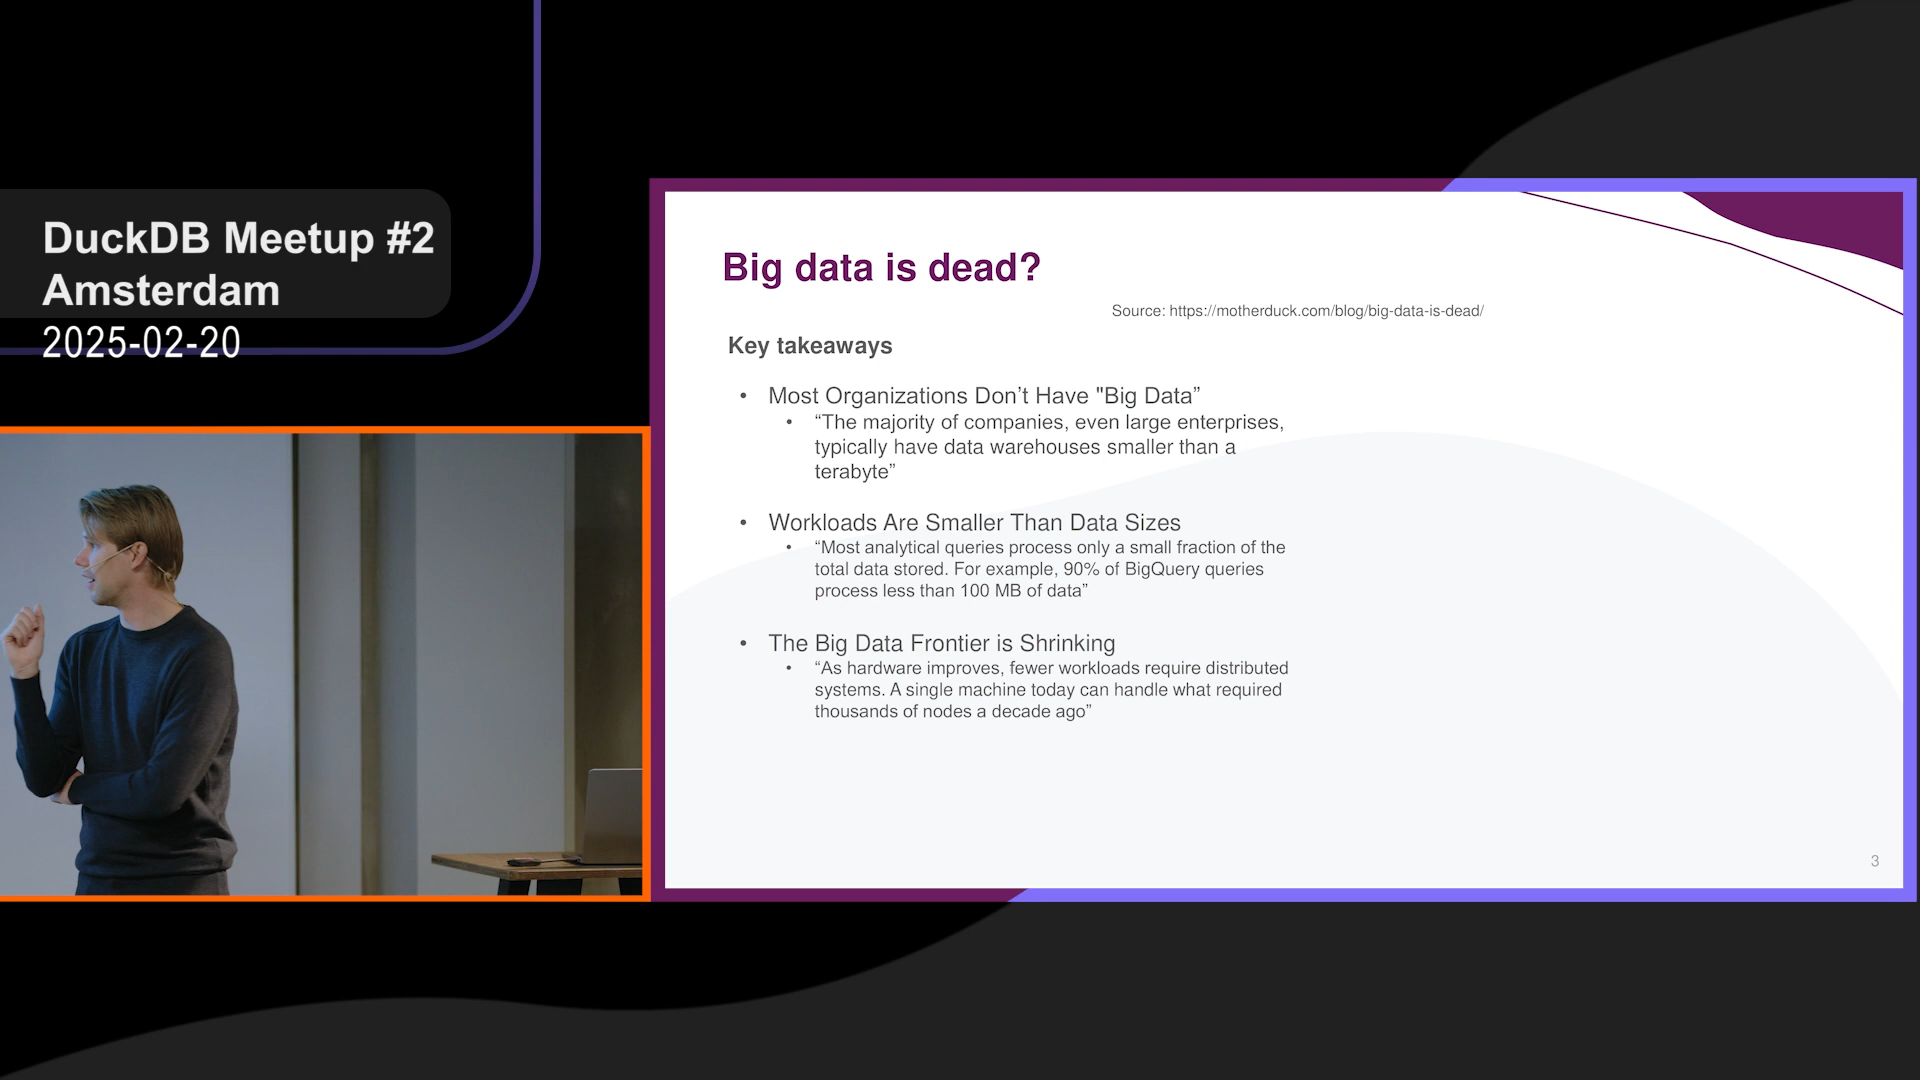 DuckDB Meetup #2
Amsterdam
2025-02-20
Big data is dead?
Source: https://motherduck.com/blog/big-data-is-dead/
Key takeaways
• Most Organizations Don’t Have "Big Data”
• “The majority of companies, even large enterprises,
typically have data warehouses smaller than a
terabyte”
• Workloads Are Smaller Than Data Sizes
• “Most analytical queries process only a small fraction of the
total data stored. For example, 90% of BigQuery queries
process less than 100 MB of data”
• The Big Data Frontier is Shrinking
• “As hardware improves, fewer workloads require distributed
systems. A single machine today can handle what required
thousands of nodes a decade ago”
3